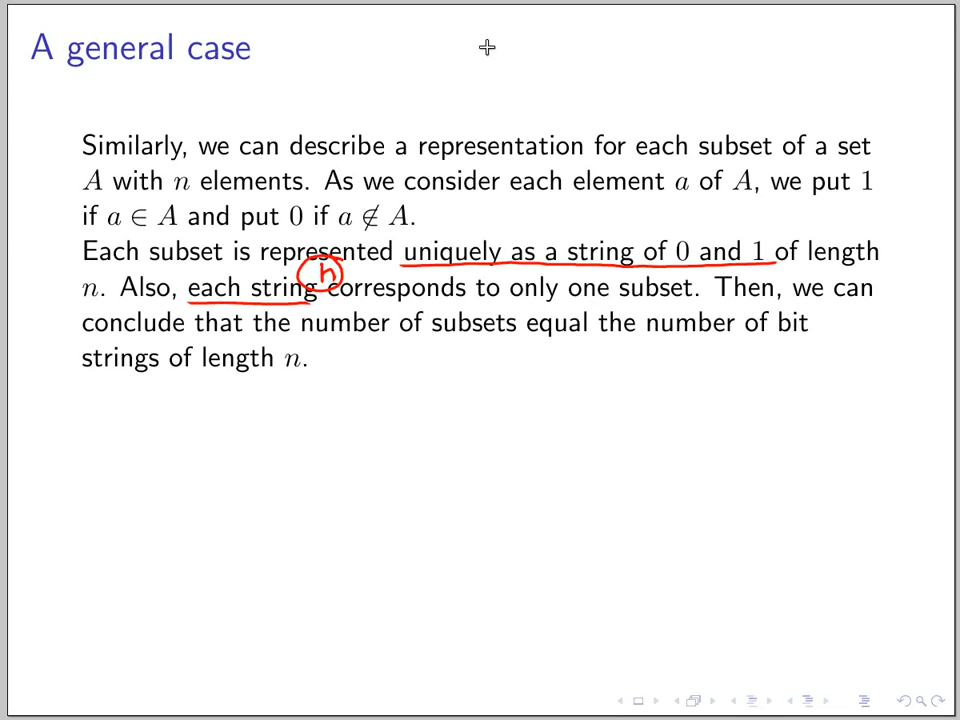 A general case
Similarly, we can describe a representation for each subset of a set
A with n elements. As we consider each element a of A, we put 1
if a ∈ A and put 0 if a ∉ A.
Each subset is represented uniquely as a string of 0 and 1 of length
n
n. Also, each string corresponds to only one subset. Then, we can
conclude that the number of subsets equal the number of bit
strings of length n.